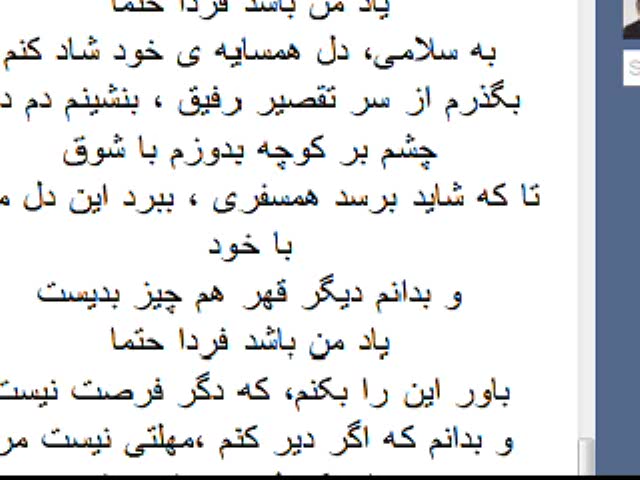 یاد من باشد فردا حتما
به سلامی، دل همسایه ی خود شاد کنم
بگذرم از سر تقصیر رفیق ، بنشینم دم
چشم بر کوچه بدوزم با شوق
تا که شاید برسد همسفری ، ببرد این دل
با خود
و بدانم دیگر قهر هم چیز بدیست
یاد من باشد فردا حتما
باور این را بکنم، که دگر فرصت نیست
و بدانم که اگر دیر کنم ،مهلتی نیست